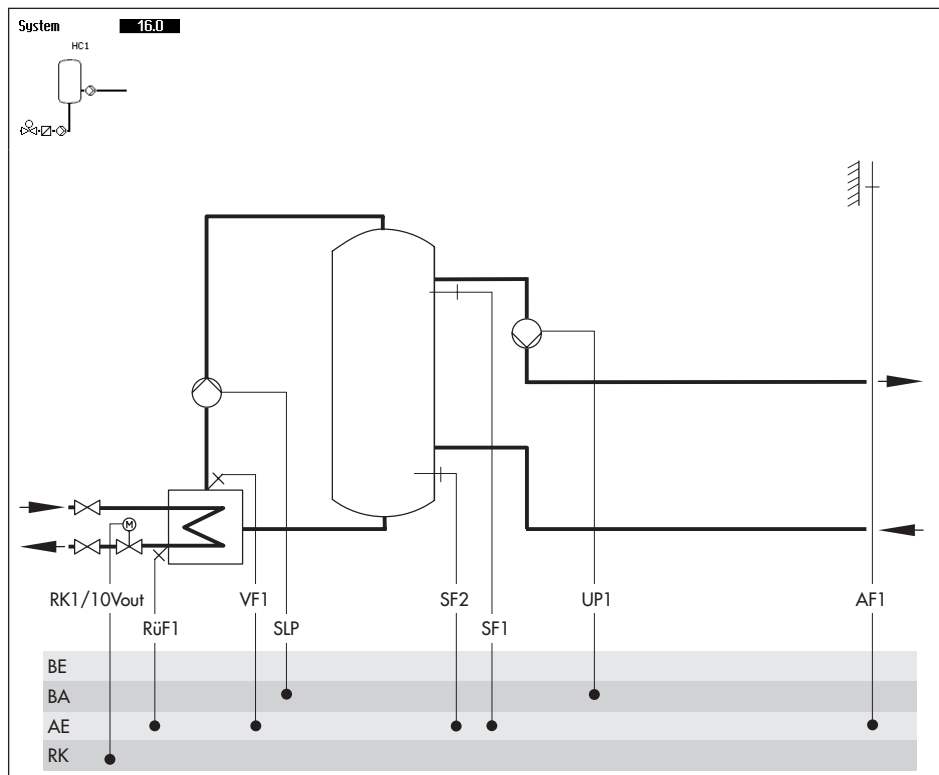 System 16.0
HC1
M
RK1/10Vout VF1 SF2 UP1 AF1
RüF1 SLP SF1
BE
BA
AE
RK